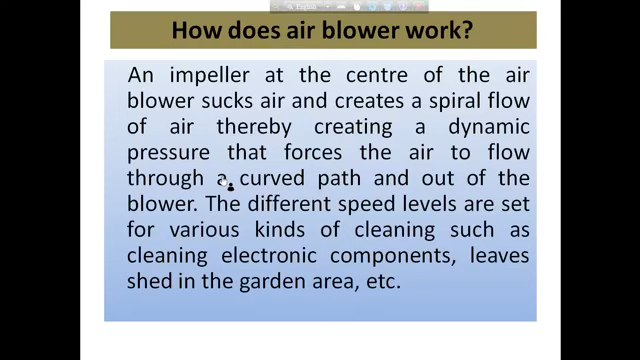 English
How does air blower work?
An impeller at the centre of the air
blower sucks air and creates a spiral flow
of air thereby creating a dynamic
pressure that forces the air to flow
through a curved path and out of the
blower. The different speed levels are set
for various kinds of cleaning such as
cleaning electronic components, leaves
shed in the garden area, etc.